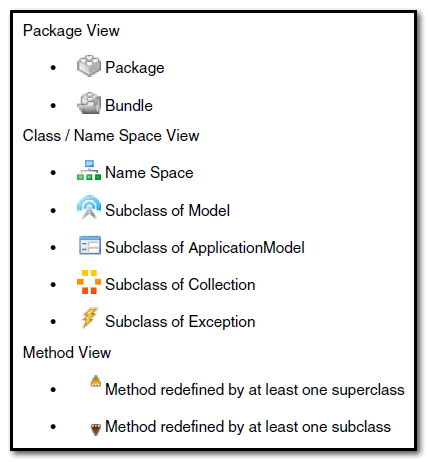 Package View
• Package
• Bundle
Class / Name Space View
• Name Space
• Subclass of Model
• Subclass of ApplicationModel
• Subclass of Collection
• Subclass of Exception
Method View
• Method redefined by at least one superclass
• Method redefined by at least one subclass